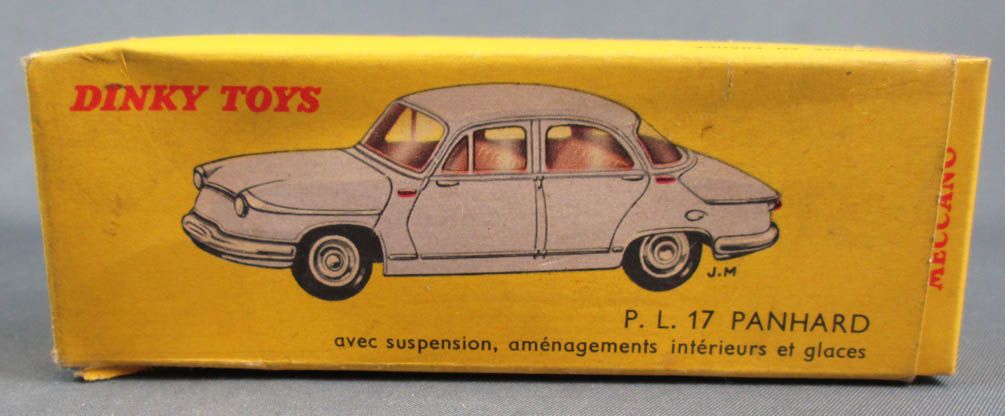 DINKY TOYS
J.M
P. L. 17 PANHARD
avec suspension, aménagements intérieurs et glaces
MECCANO